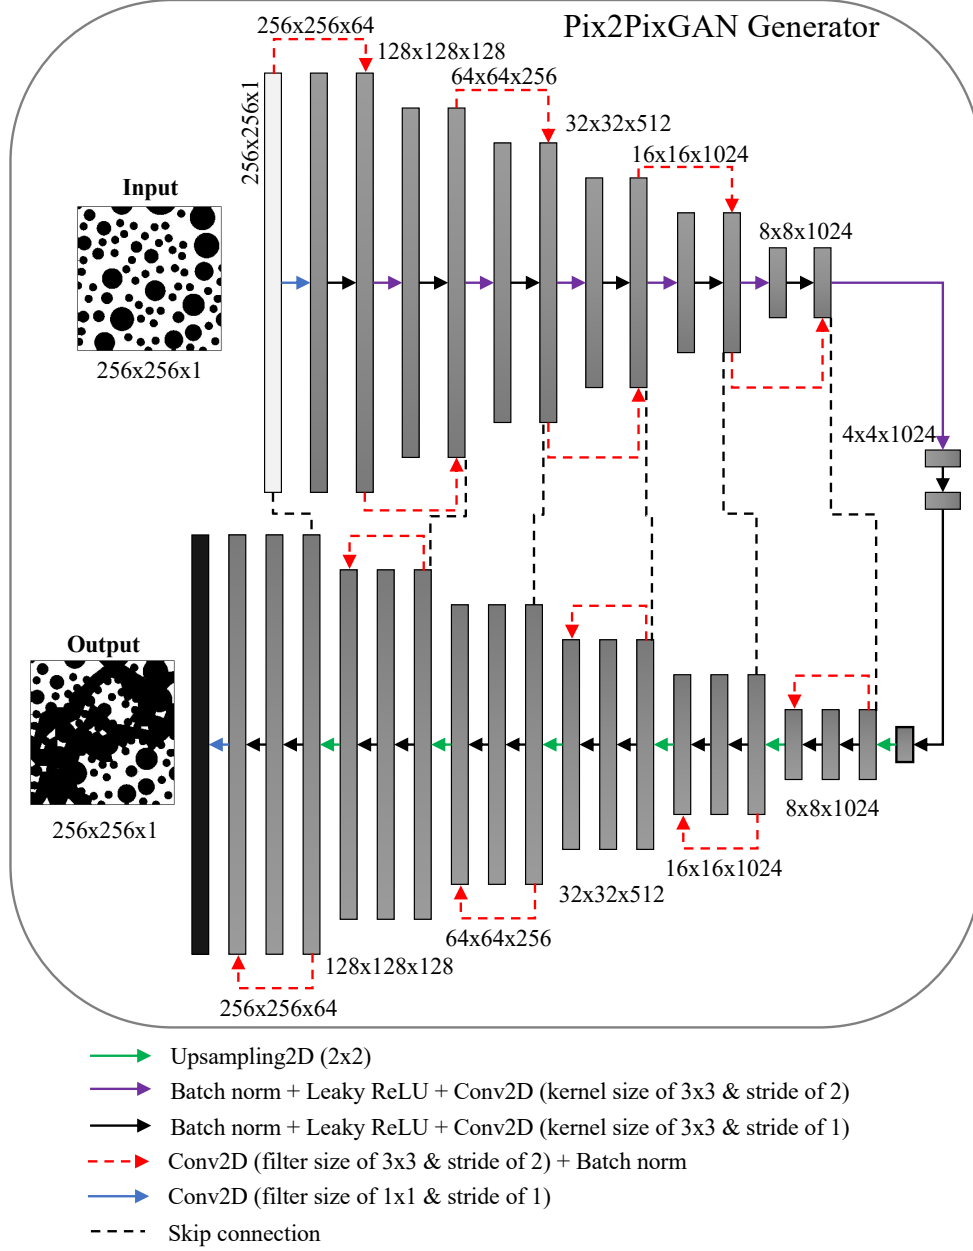 Pix2PixGAN Generator
256x256x64
128x128x128
64x64x256
32x32x512
16x16x1024
8x8x1024
256x256x1
Input
256x256x1
4x4x1024
Output
256x256x1
8x8x1024
16x16x1024
32x32x512
64x64x256
128x128x128
256x256x64
Upsampling2D (2x2)
Batch norm + Leaky ReLU + Conv2D (kernel size of 3x3 & stride of 2)
Batch norm + Leaky ReLU + Conv2D (kernel size of 3x3 & stride of 1)
Conv2D (filter size of 3x3 & stride of 2) + Batch norm
Conv2D (filter size of 1x1 & stride of 1)
Skip connection